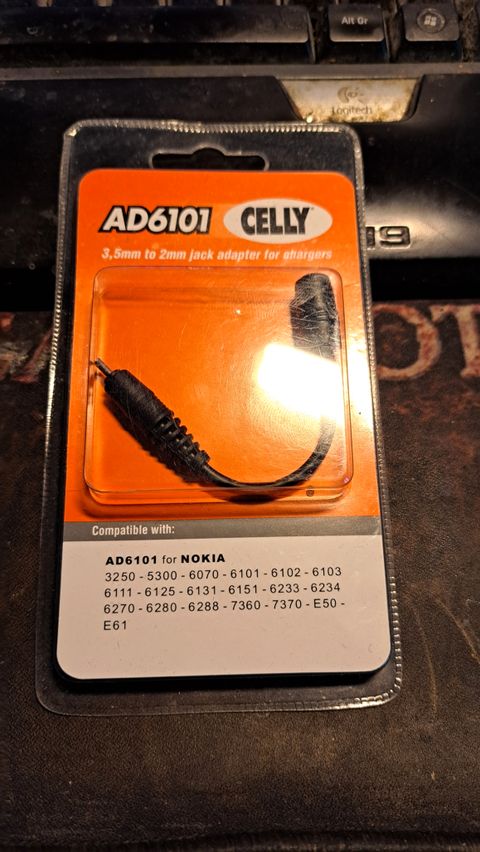 Alt Gr
Logitech
AD6101 CELLY
3,5mm to 2mm jack adapter for chargers
Compatible with:
AD6101 for NOKIA
3250 - 5300 - 6070 - 6101 - 6102 - 6103
6111 - 6125 - 6131 - 6151 - 6233 - 6234
6270 - 6280 - 6288 - 7360 - 7370 - E50 -
E61